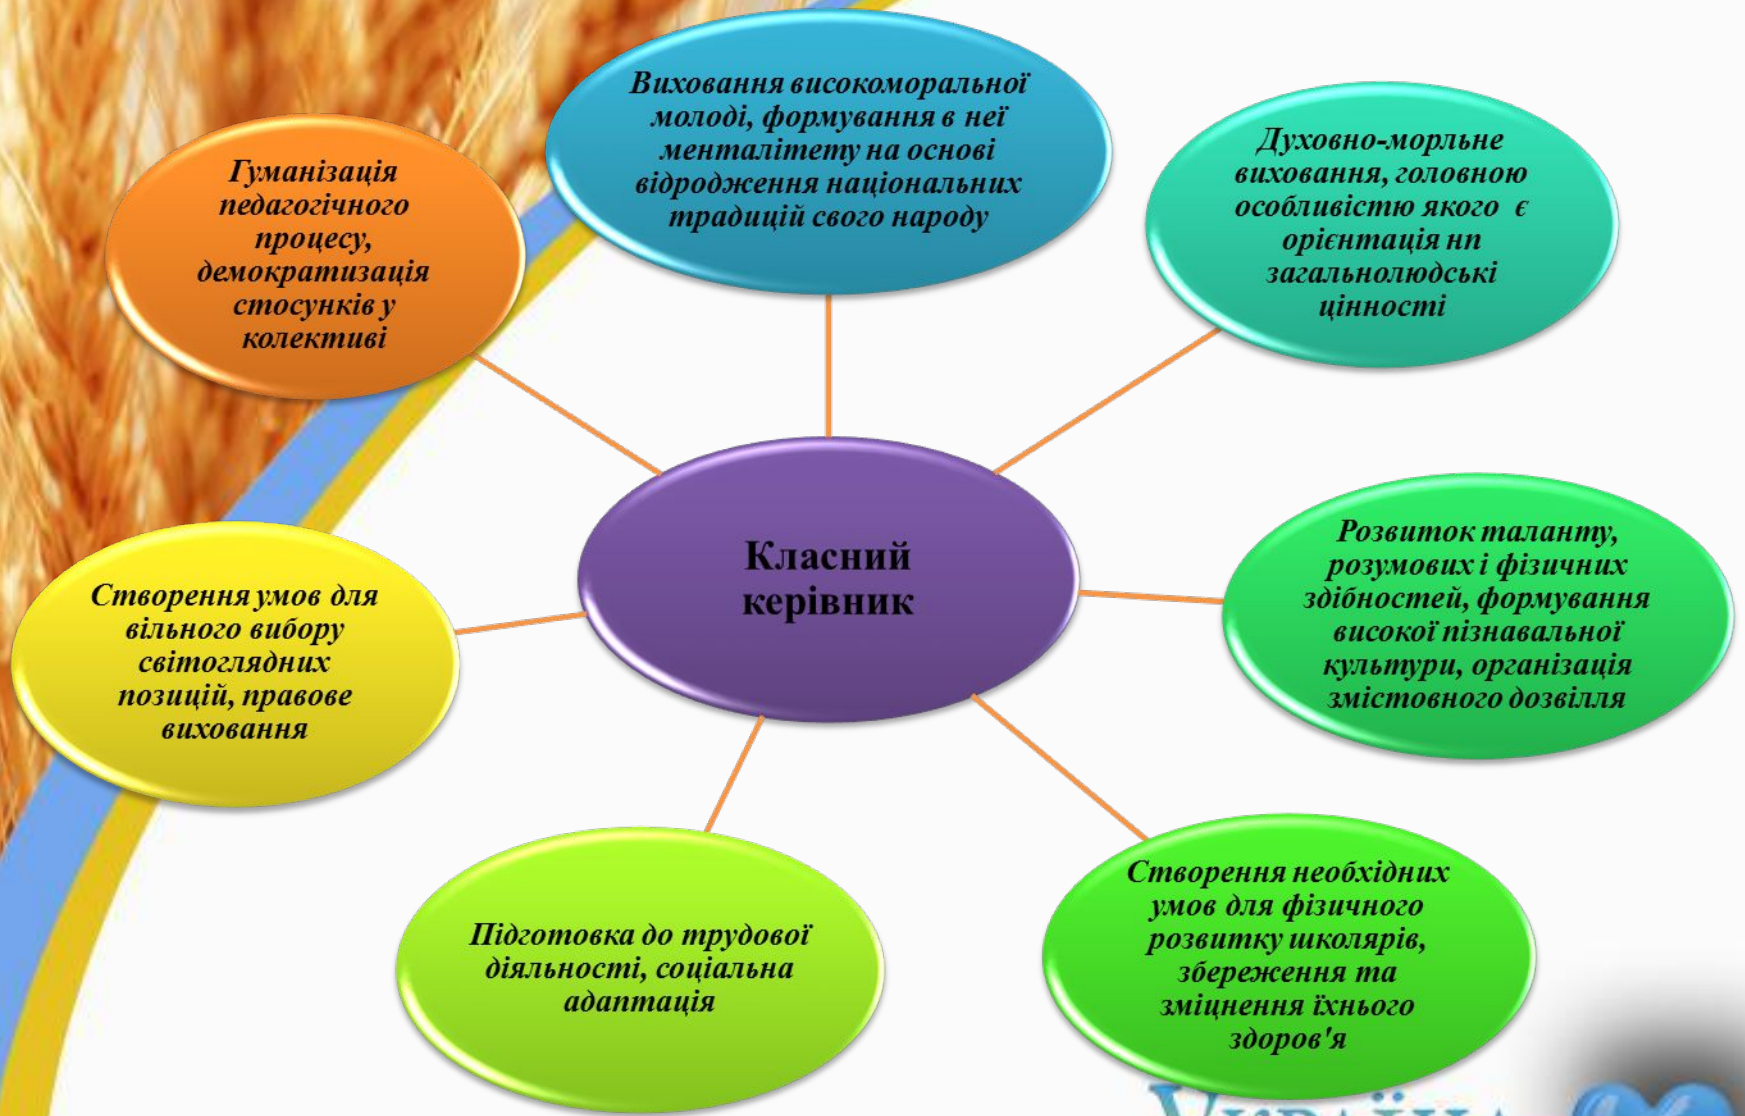 Виховання високоморальної
молоді, формування в неї
менталітету на основі
відродження національних
традицій свого народу
Духовно-морльне
виховання, головною
особливістю якого є
орієнтація нп
загальнолюдські
цінності
Гуманізація
педагогічного
процесу,
демократизація
стосунків у
колективі
Класний
керівник
Розвиток таланту,
розумових і фізичних
здібностей, формування
високої пізнавальної
культури, організація
змістовного дозвілля
Створення умов для
вільного вибору
світоглядних
позицій, правове
виховання
Підготовка до трудової
діяльності, соціальна
адаптація
Створення необхідних
умов для фізичного
розвитку школярів,
збереження та
зміцнення їхнього
здоров'я